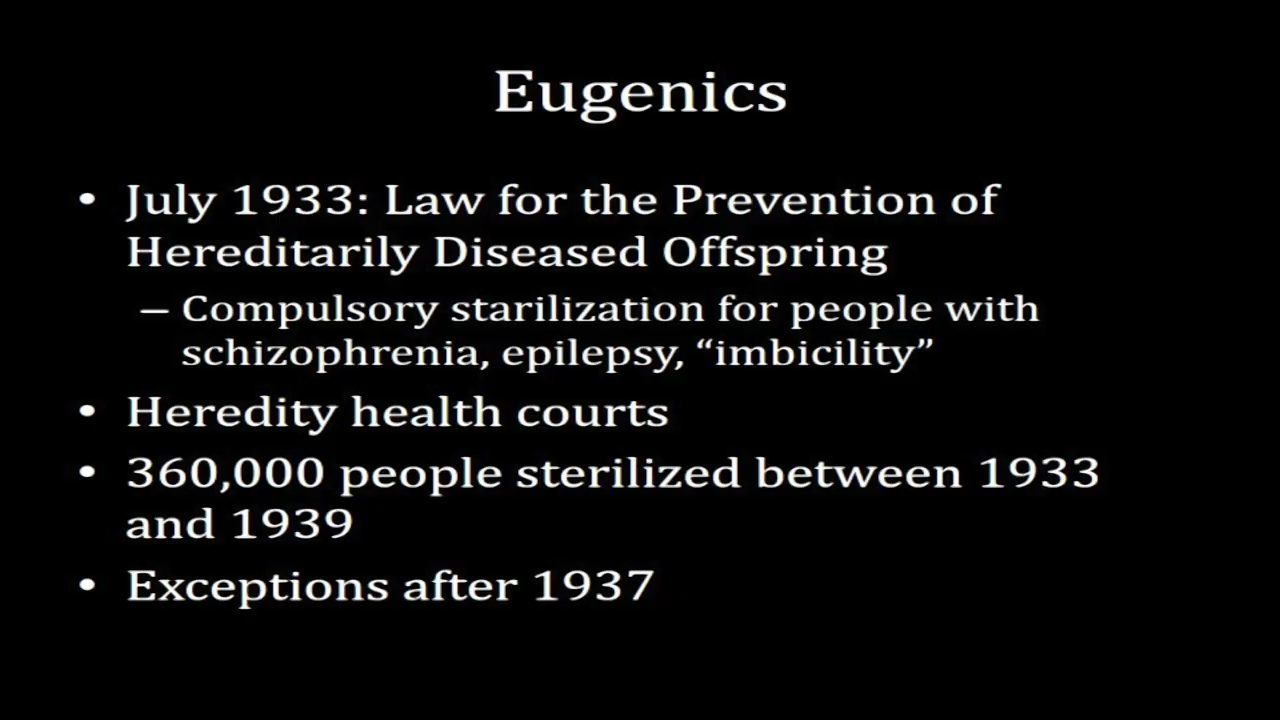 Eugenics
• July 1933: Law for the Prevention of
Hereditarily Diseased Offspring
– Compulsory starilization for people with
schizophrenia, epilepsy, “imbicility”
• Heredity health courts
• 360,000 people sterilized between 1933
and 1939
• Exceptions after 1937